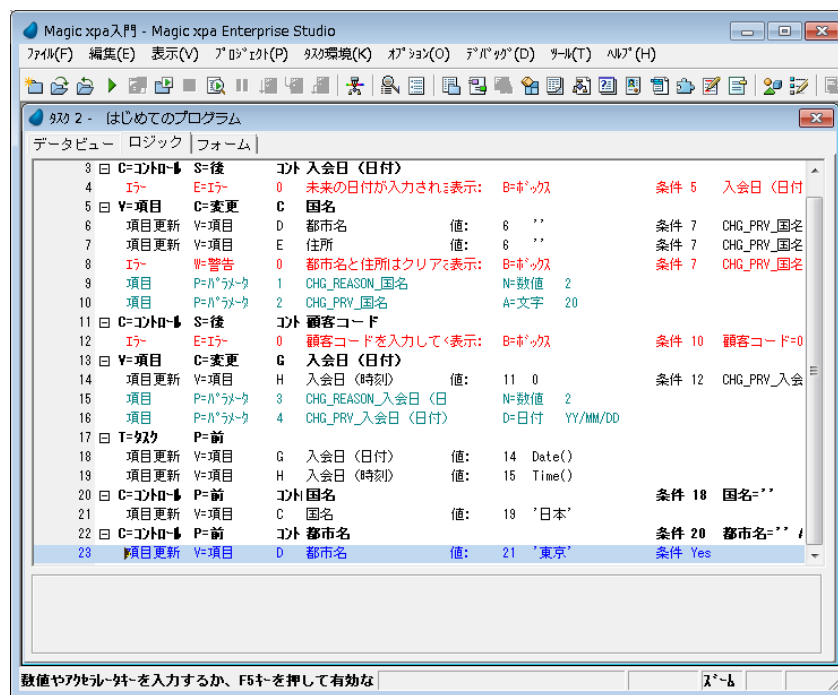 Magic xpa入門 - Magic xpa Enterprise Studio
ﾌｧｲﾙ(F) 編集(E) 表示(V) ﾌﾟﾛｼﾞｪｸﾄ(P) ﾀｽｸ環境(K) ｵﾌﾟｼｮﾝ(O) ﾃﾞﾊﾞｯｸﾞ(D) ﾂｰﾙ(T) ﾍﾙﾌﾟ(H)
ﾀｽｸ 2 - はじめてのプログラム
データビュー ロジック フォーム
3 C=ｺﾝﾄﾛｰﾙ S=後 ｺﾝﾄ 入会日（日付）
4 ｴﾗｰ E=ｴﾗｰ 0 未来の日付が入力され 表示: B=ﾎﾞｯｸｽ 条件 5 入会日（日付
5 V=項目 C=変更 C 国名
6 項目更新 V=項目 D 都市名 値: 6 ''
条件 7 CHG_PRV_国名
7 項目更新 V=項目 E 住所 値: 6 '' 条件 7 CHG_PRV_国名
8 ｴﾗｰ W=警告 0 都市名と住所はクリア 表示: B=ﾎﾞｯｸｽ 条件 7 CHG_PRV_国名
9 項目 P=ﾊﾟﾗﾒｰﾀ 1 CHG_REASON_国名 N=数値 2
10 項目 P=ﾊﾟﾗﾒｰﾀ 2 CHG_PRV_国名 A=文字 20
11 C=ｺﾝﾄﾛｰﾙ S=後 ｺﾝﾄ 顧客コード
12 ｴﾗｰ E=ｴﾗｰ 0 顧客コードを入力して 表示: B=ﾎﾞｯｸｽ 条件 10 顧客コード=0
13 V=項目 C=変更 G 入会日（日付）
14 項目更新 V=項目 H 入会日（時刻） 値: 11 0 条件 12 CHG_PRV_入会
15 項目 P=ﾊﾟﾗﾒｰﾀ 3 CHG_REASON_入会日（日 N=数値 2
16 項目 P=ﾊﾟﾗﾒｰﾀ 4 CHG_PRV_入会日（日付） D=日付 YY/MM/DD
17 T=ﾀｽｸ P=前
18 項目更新 V=項目 G 入会日（日付） 値: 14 Date()
19 項目更新 V=項目 H 入会日（時刻） 値: 15 Time()
20 C=ｺﾝﾄﾛｰﾙ P=前 ｺﾝﾄ 国名 条件 18 国名=''
21 項目更新 V=項目 C 国名 値: 19 '日本'
22 C=ｺﾝﾄﾛｰﾙ P=前 ｺﾝﾄ 都市名 条件 20 都市名=''
23 項目更新 V=項目 D 都市名 値: 21 '東京' 条件 Yes
数値やｱｸｾﾗﾚｰﾀｷｰを入力するか、F5ｷｰを押して有効な ｽﾞｰﾑ